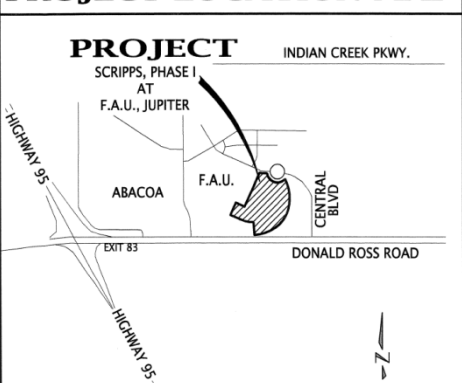 PROJECT
INDIAN CREEK PKWY.
SCRIPPS, PHASE I
AT
F.A.U., JUPITER
HIGHWAY 95
ABACOA
F.A.U.
CENTRAL
BLVD
EXIT 83
DONALD ROSS ROAD
HIGHWAY 95
N